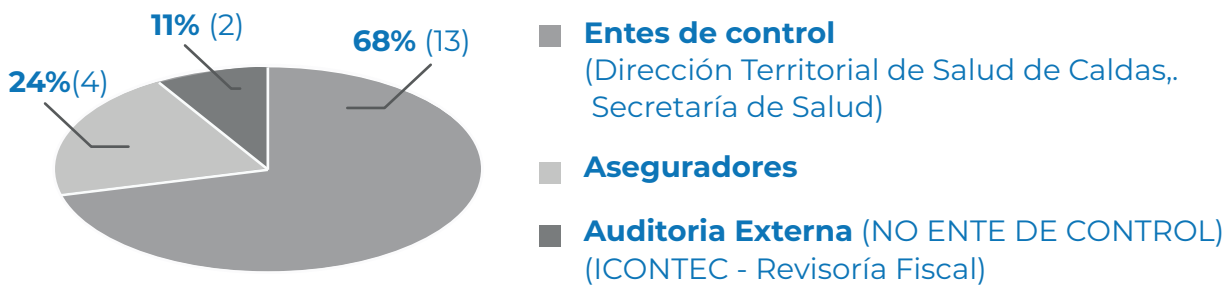 11% (2)
68% (13)
24%(4)
Entes de control
(Dirección Territorial de Salud de Caldas,.
Secretaría de Salud)
Aseguradores
Auditoria Externa (NO ENTE DE CONTROL)
(ICONTEC - Revisoría Fiscal)